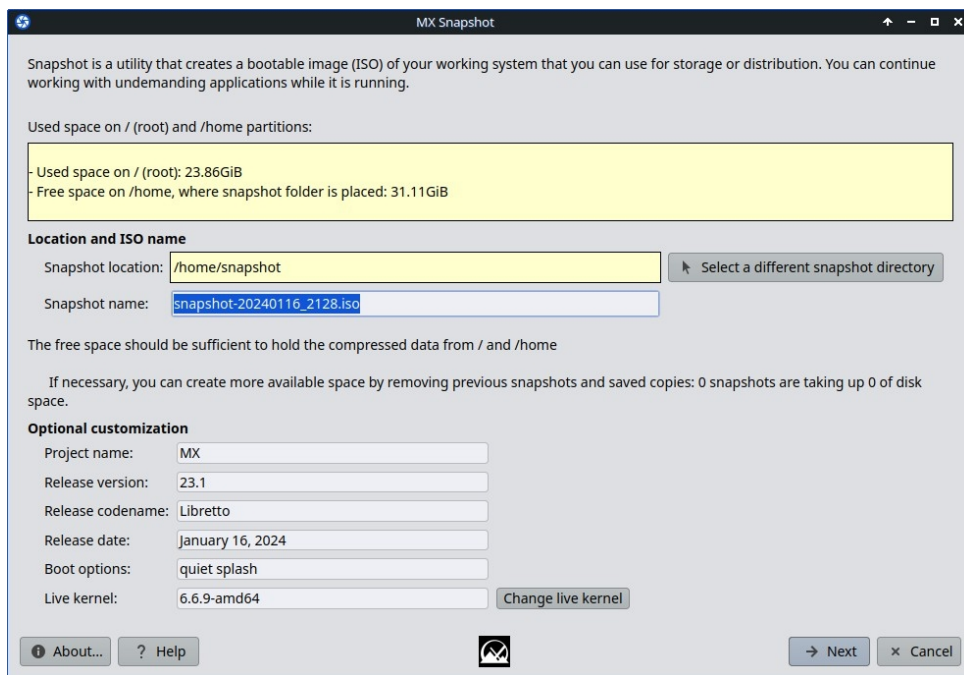 MX Snapshot
Snapshot is a utility that creates a bootable image (ISO) of your working system that you can use for storage or distribution. You can continue
working with undemanding applications while it is running.
Used space on / (root) and /home partitions:
- Used space on / (root): 23.86GiB
- Free space on /home, where snapshot folder is placed: 31.11GiB
Location and ISO name
Snapshot location: /home/snapshot Select a different snapshot directory
Snapshot name: snapshot-20240116_2128.iso
The free space should be sufficient to hold the compressed data from / and /home
If necessary, you can create more available space by removing previous snapshots and saved copies: 0 snapshots are taking up 0 of disk
space.
Optional customization
Project name: MX
Release version: 23.1
Release codename: Libretto
Release date: January 16, 2024
Boot options: quiet splash
Live kernel: 6.6.9-amd64 Change live kernel
About... ? Help Next Cancel